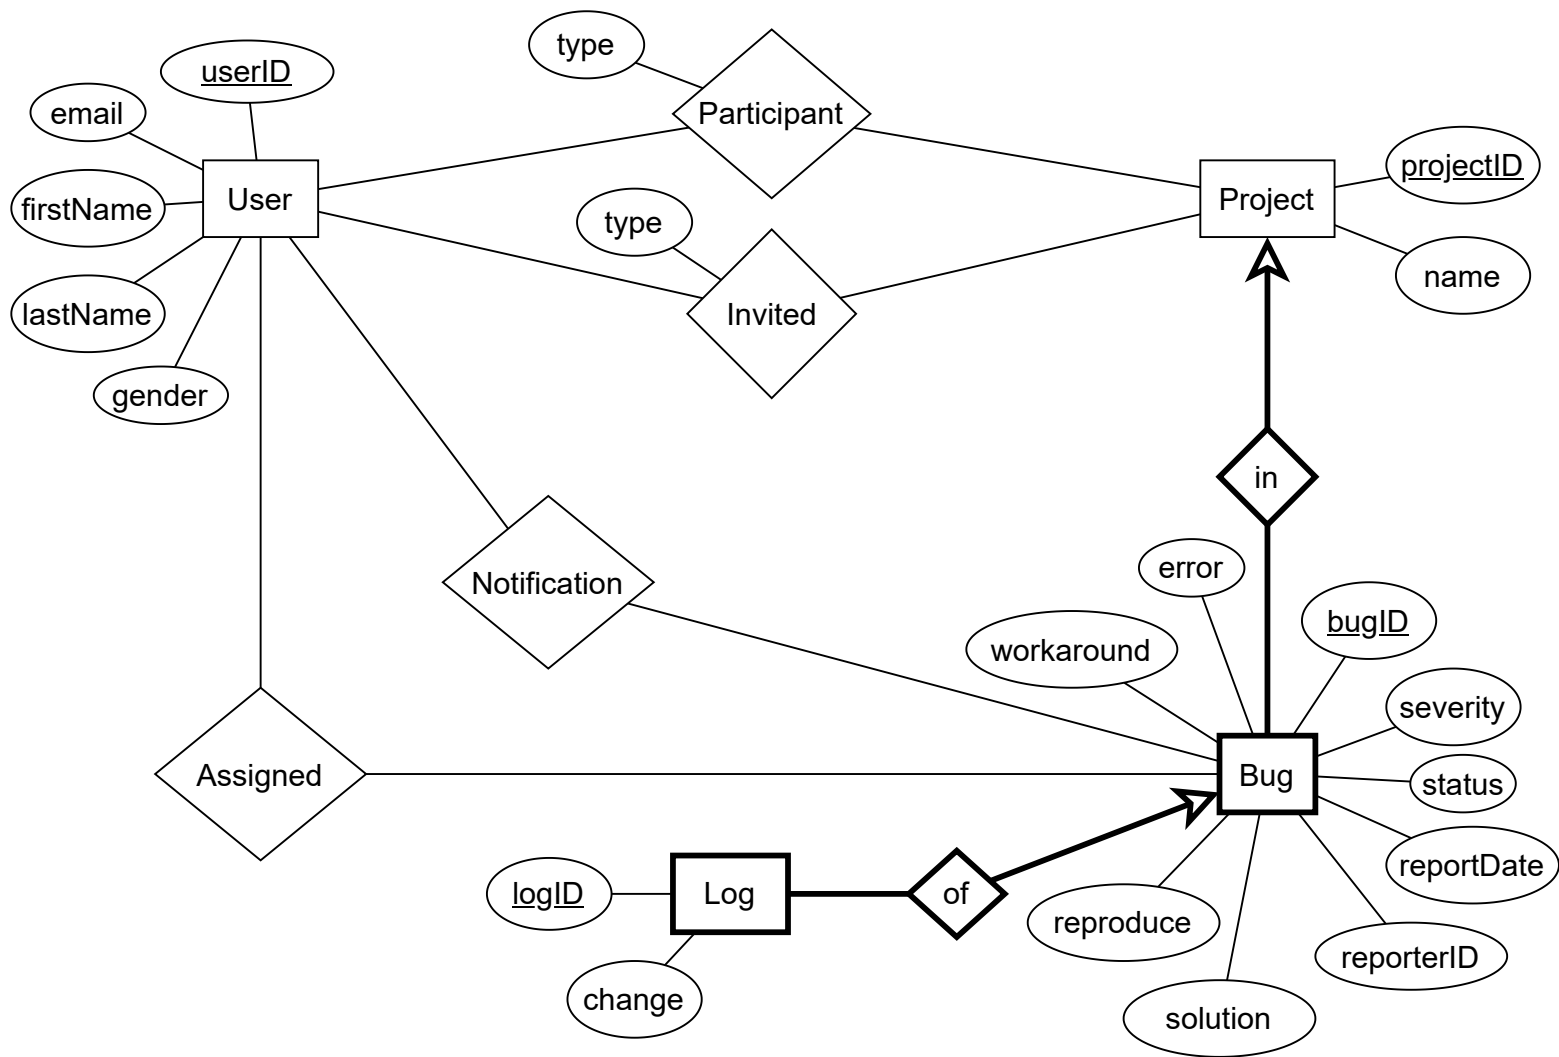 type
userID
email
Participant
projectID
User
Project
firstName
type
name
lastName
Invited
gender
in
error
Notification
bugID
workaround
severity
Assigned
Bug
status
reportDate
logID
Log
of
reproduce
reporterID
change
solution